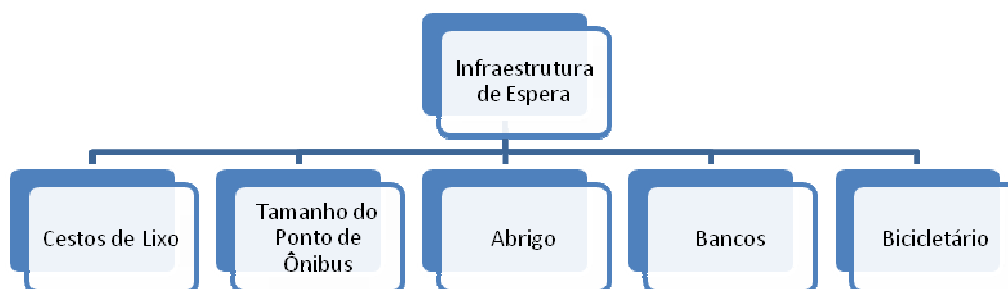 Infraestrutura
de Espera
Cestos de Lixo
Tamanho do
Ponto de
Ônibus
Abrigo
Bancos
Bicicletário